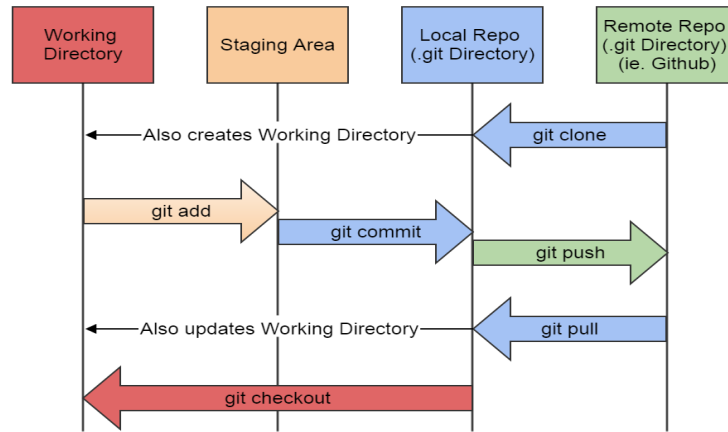 Working
Directory
Staging Area
Local Repo
(.git Directory)
Remote Repo
(.git Directory)
(ie. Github)
Also creates Working Directory
git clone
git add
git commit
git push
Also updates Working Directory
git pull
git checkout